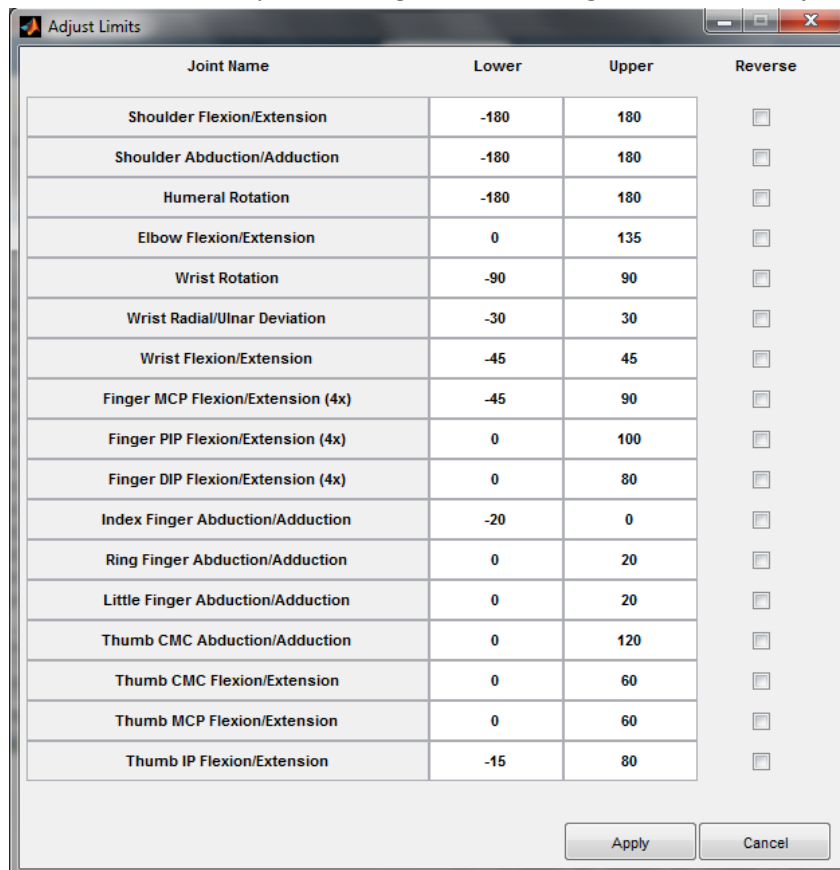 Adjust Limits
Joint Name Lower Upper Reverse
Shoulder Flexion/Extension -180 180
Shoulder Abduction/Adduction -180 180
Humeral Rotation -180 180
Elbow Flexion/Extension 0 135
Wrist Rotation -90 90
Wrist Radial/Ulnar Deviation -30 30
Wrist Flexion/Extension -45 45
Finger MCP Flexion/Extension (4x) -45 90
Finger PIP Flexion/Extension (4x) 0 100
Finger DIP Flexion/Extension (4x) 0 80
Index Finger Abduction/Adduction -20 0
Ring Finger Abduction/Adduction 0 20
Little Finger Abduction/Adduction 0 20
Thumb CMC Abduction/Adduction 0 120
Thumb CMC Flexion/Extension 0 60
Thumb MCP Flexion/Extension 0 60
Thumb IP Flexion/Extension -15 80
Apply Cancel